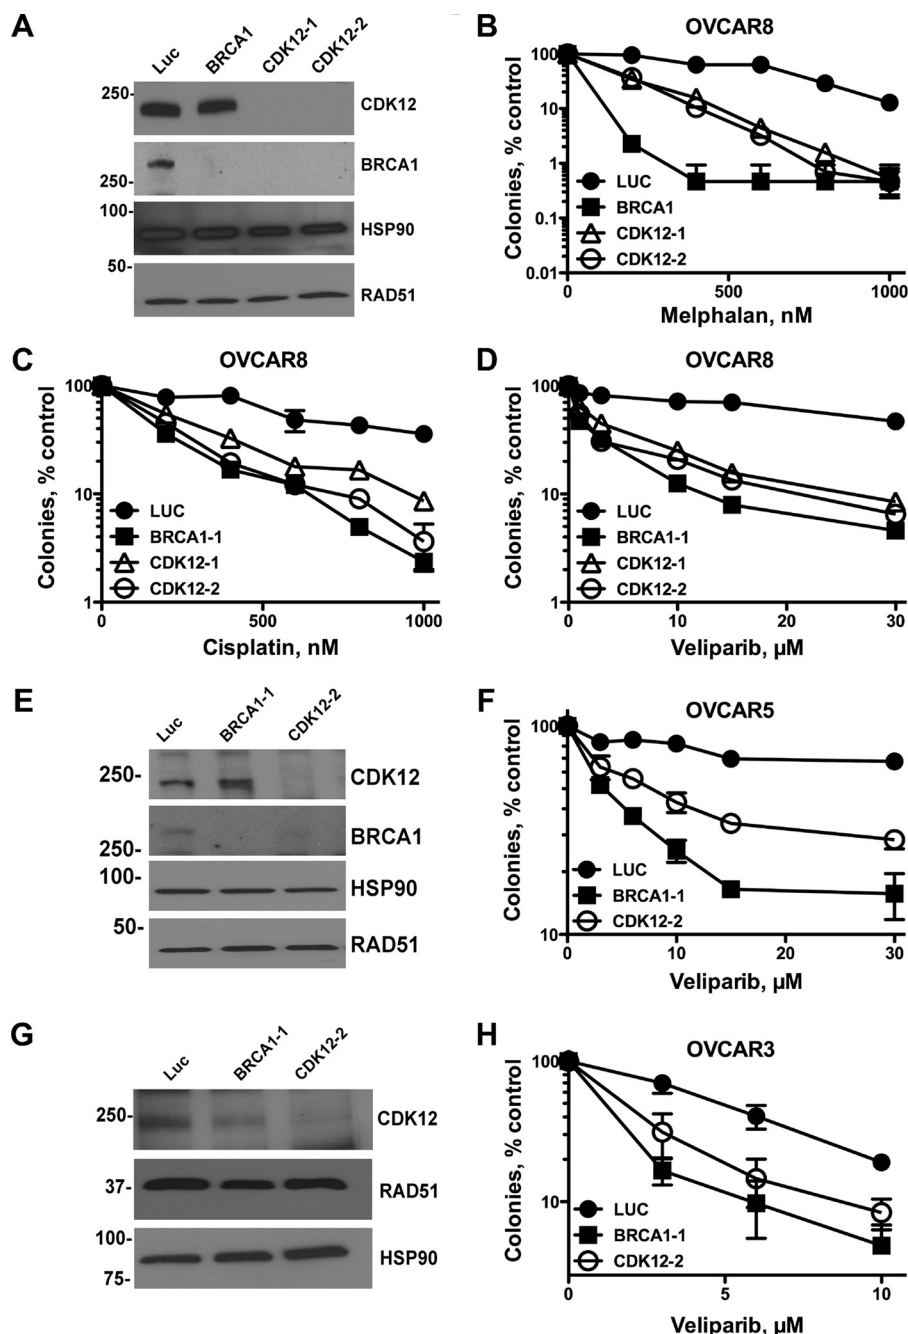 A
Luc
BRCA1
CDK12-1
CDK12-2
250-
CDK12
BRCA1
250-
100-
HSP90
50-
RAD51
B
OVCAR8
Colonies, % control
100
10
1
0.1
0.01
LUC
BRCA1
CDK12-1
CDK12-2
0 500 1000
Melphalan, nM
C
OVCAR8
Colonies, % control
100
10
1
LUC
BRCA1-1
CDK12-1
CDK12-2
0 500 1000
Cisplatin, nM
D
OVCAR8
Colonies, % control
100
10
1
LUC
BRCA1-1
CDK12-1
CDK12-2
0 10 20 30
Veliparib, µM
E
Luc
BRCA1-1
CDK12-2
250-
CDK12
BRCA1
250-
100-
HSP90
50-
RAD51
F
OVCAR5
Colonies, % control
100
10
LUC
BRCA1-1
CDK12-2
0 10 20 30
Veliparib, µM
G
Luc
BRCA1-1
CDK12-2
250-
CDK12
37-
RAD51
100-
HSP90
75-
H
OVCAR3
Colonies, % control
100
10
LUC
BRCA1-1
CDK12-2
0 5 10
Veliparib, µM